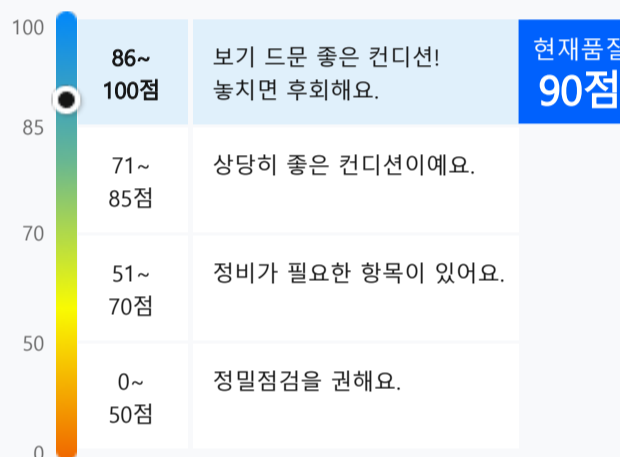 100
86~
100점
보기 드문 좋은 컨디션!
놓치면 후회해요.
현재품질
90점
85
71~
85점
상당히 좋은 컨디션이예요.
70
51~
70점
정비가 필요한 항목이 있어요.
50
0~
50점
정밀점검을 권해요.
0